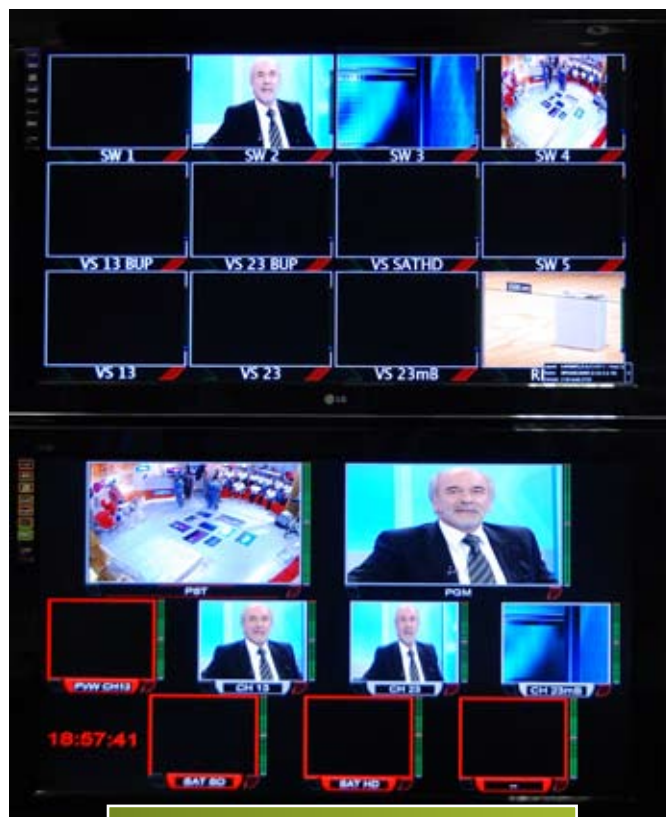 SW 1 SW 2 SW 3 SW 4
VS 13 BUP VS 23 BUP VS SATHD SW 5
VS 13 VS 23 VS 23mB
LG
PST PGM
PVW CH13 CH 13 CH 23 CH 23mB
18:57:41
SAT SD SAT HD --